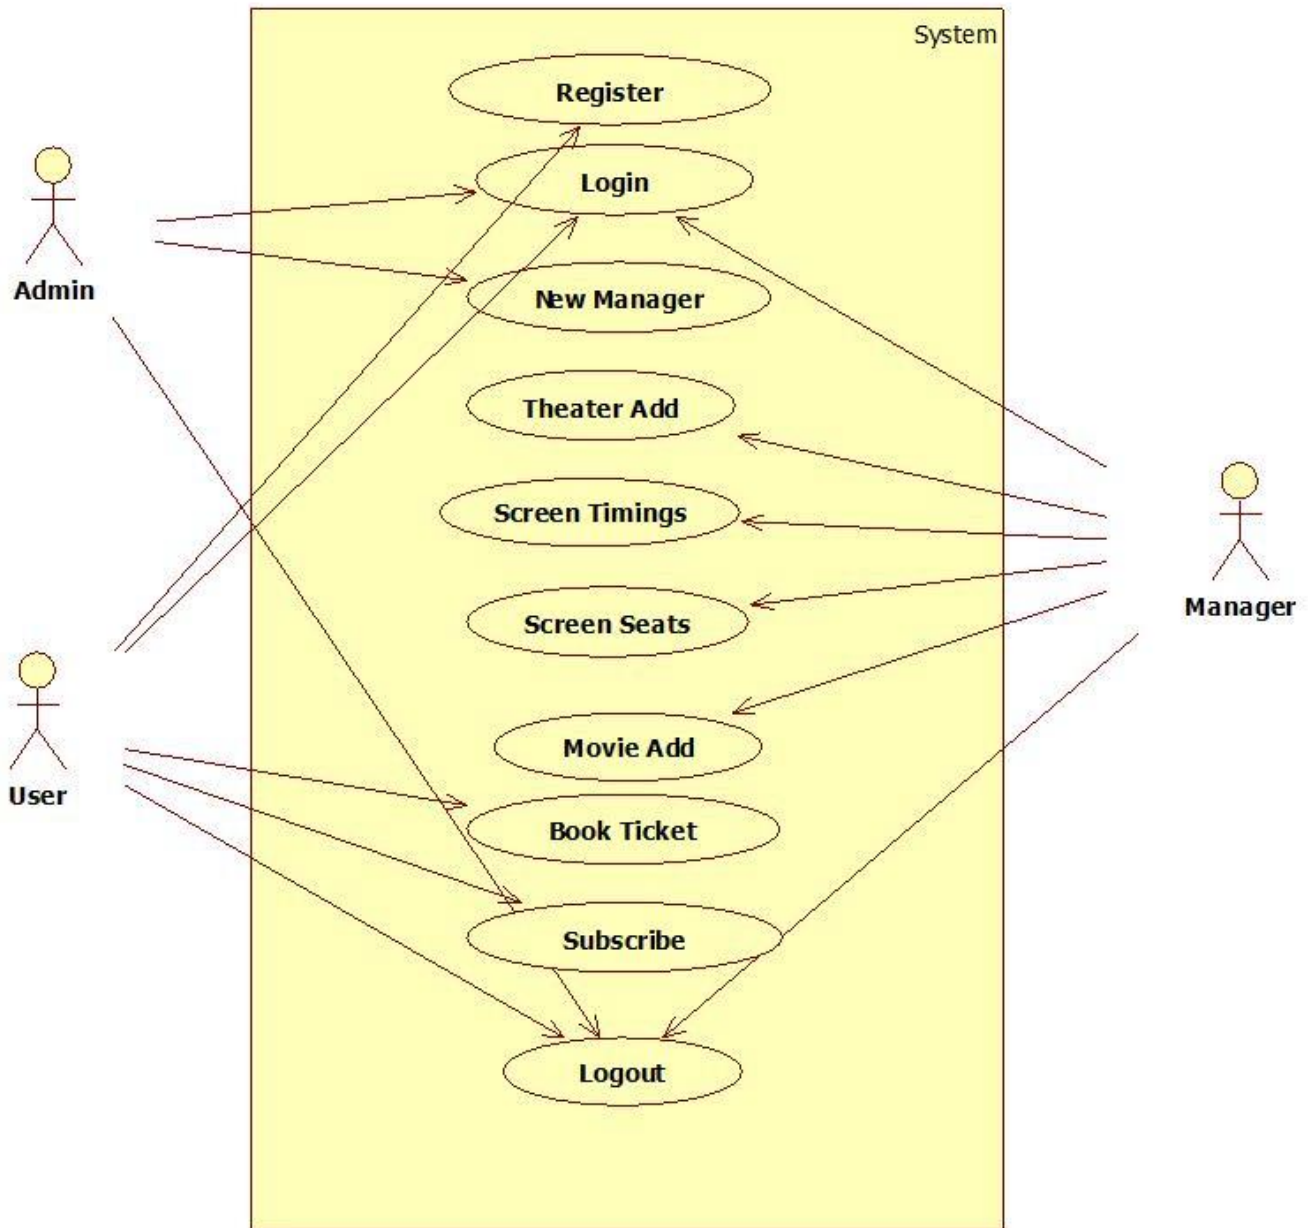 System
Register
Login
Admin
New Manager
Theater Add
Screen Timings
Screen Seats
Manager
Movie Add
User
Book Ticket
Subscribe
Logout